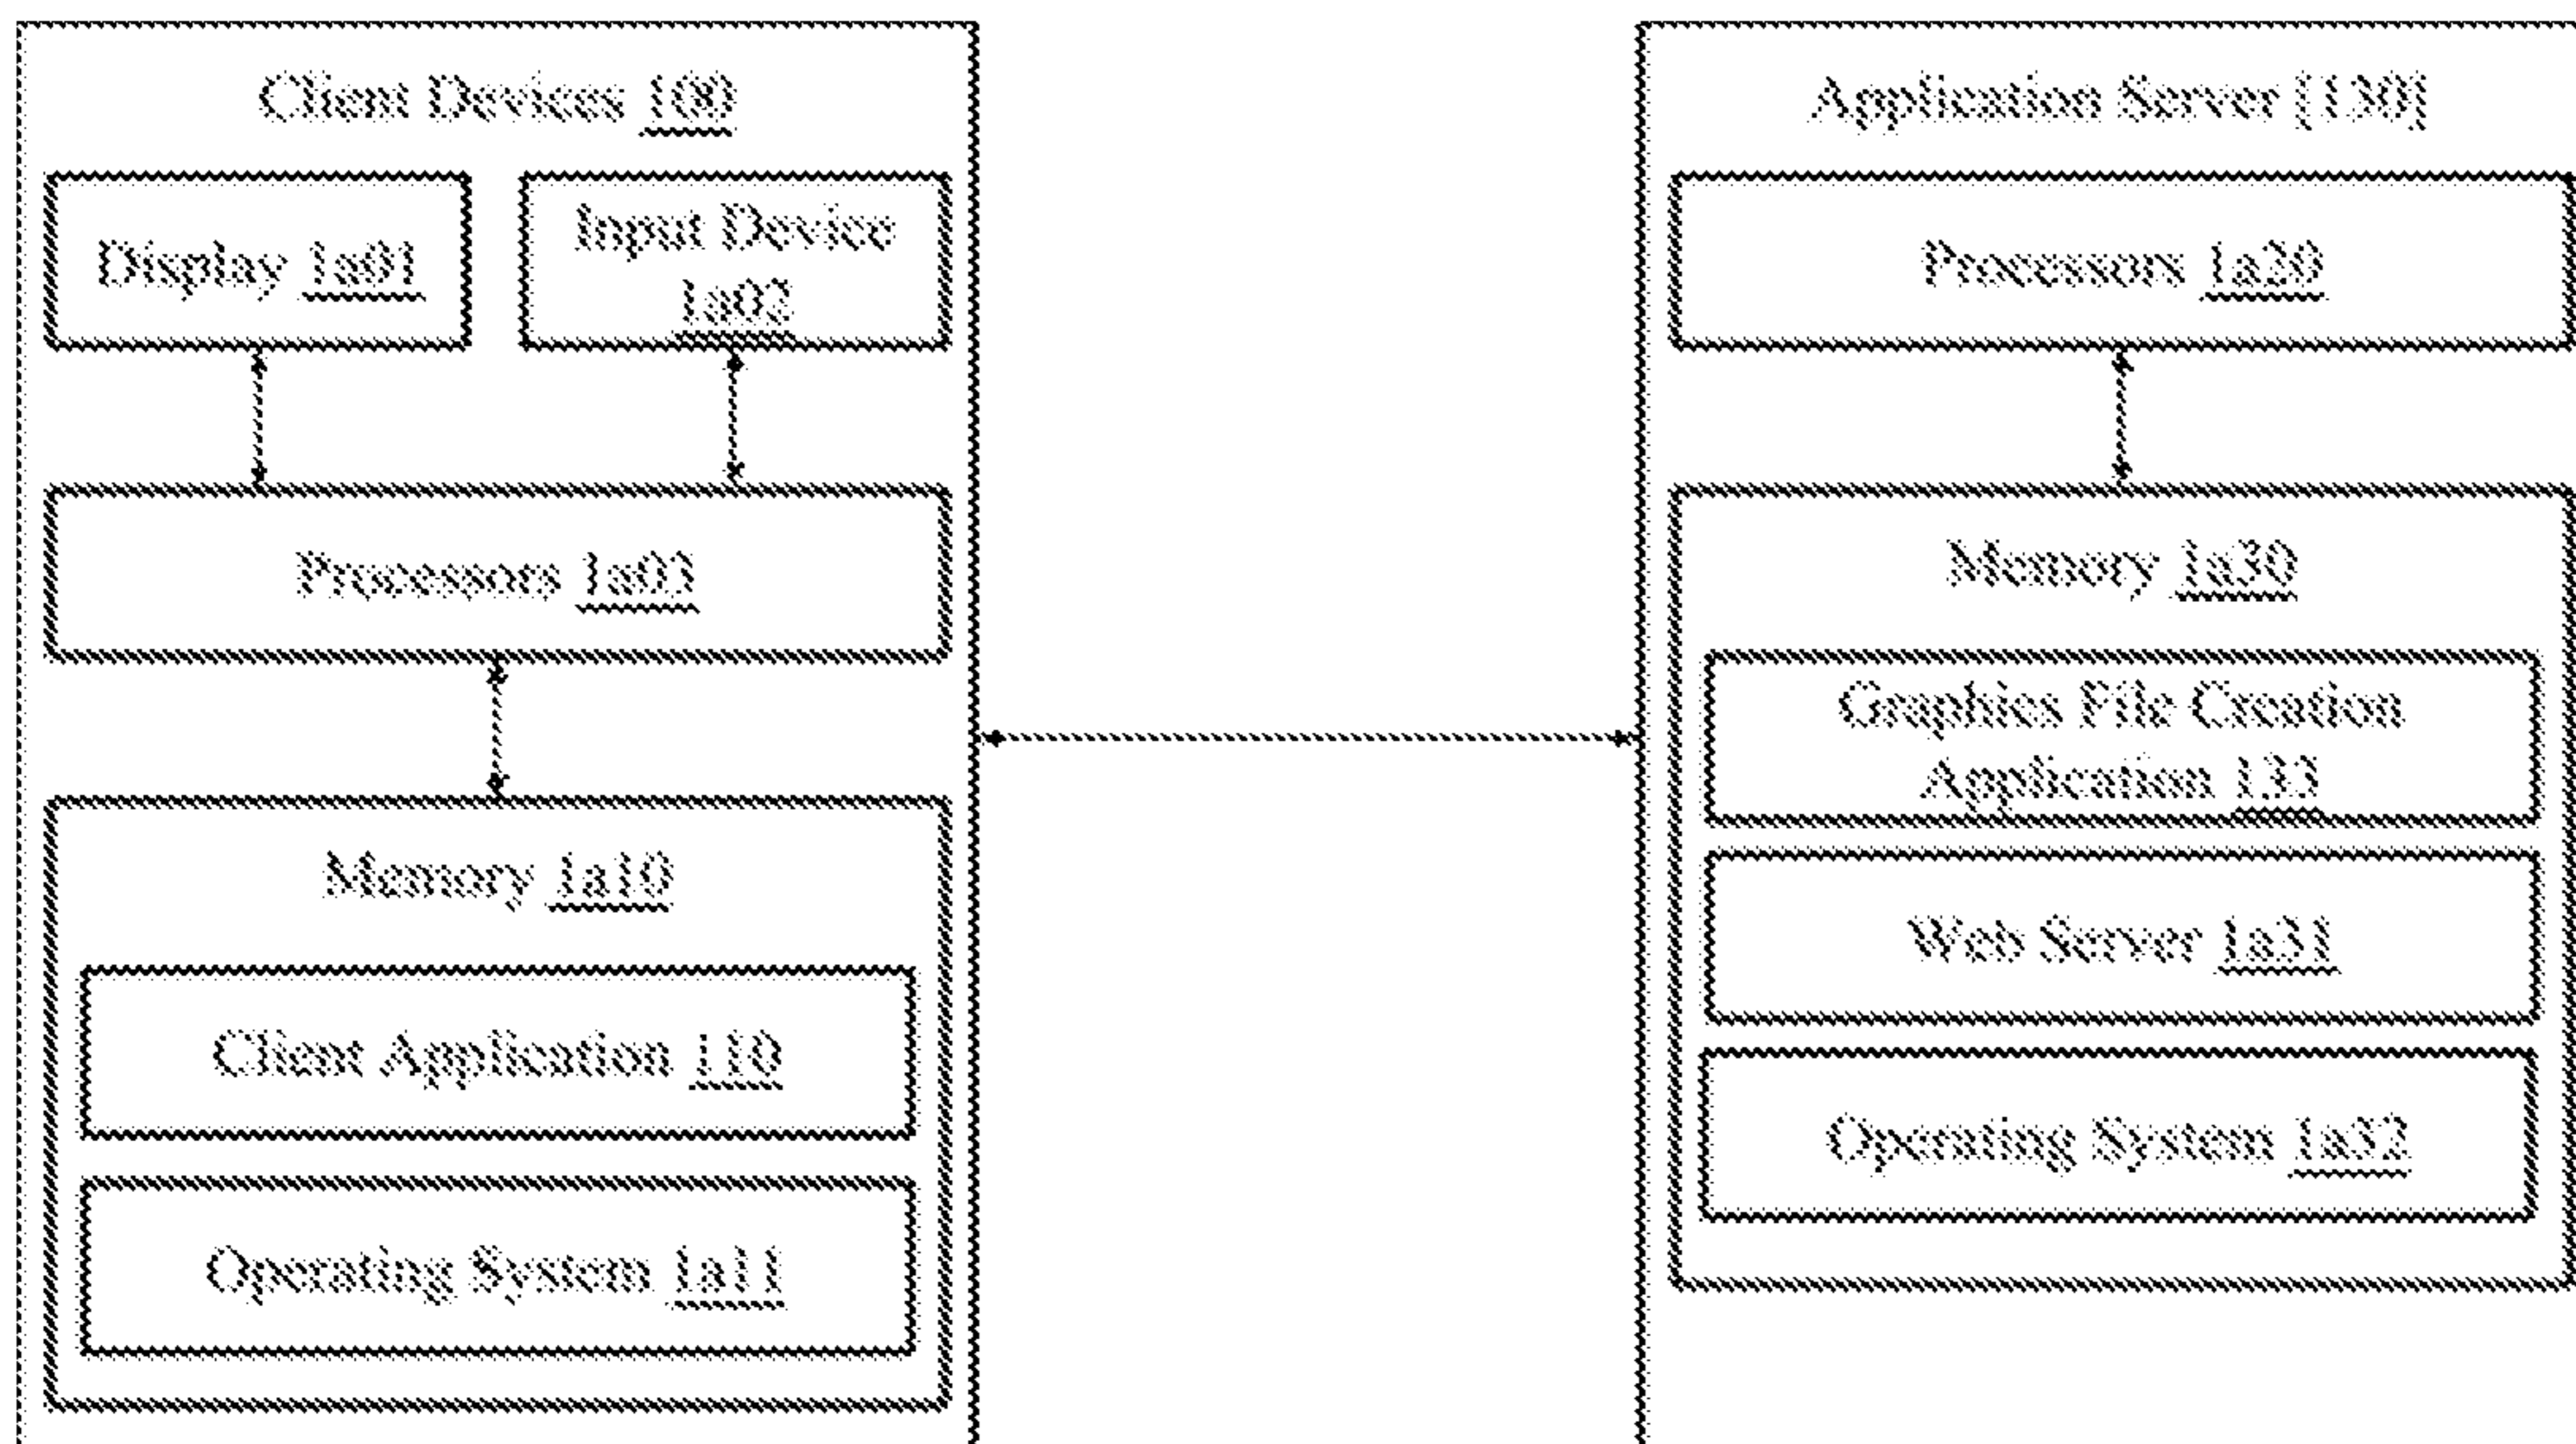 Client Devices 100
Display 1a01
Input Device
1a02
Processors 1a03
Memory 1a10
Client Application 110
Operating System 1a11
Application Server [130]
Processors 1a20
Memory 1a30
Graphics File Creation
Application 133
Web Server 1a31
Operating System 1a32